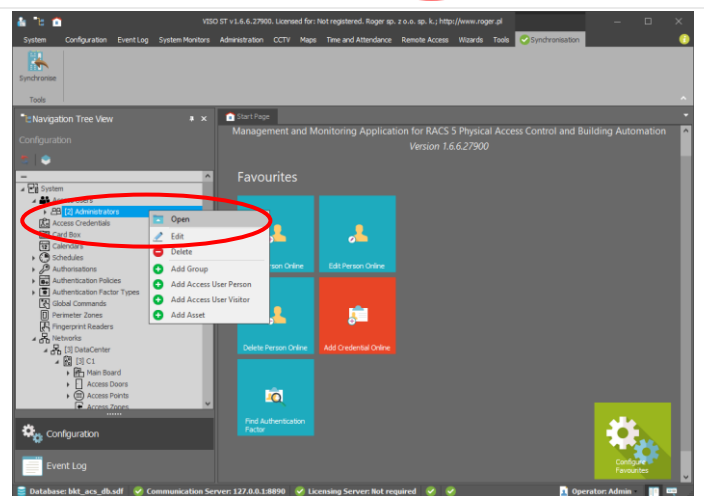 VISO ST v1.6.6.27900. Licensed for: Not registered. Roger sp. z o.o. sp. k.; http://www.roger.pl
System Configuration Event Log System Monitors Administration CCTV Maps Time and Attendance Remote Access Wizards Tools Synchronisation
Synchronise
Tools
Navigation Tree View
Configuration
System
Access Users
[2] Administrators
Access Credentials
Card Box
Calendars
Schedules
Authorisations
Authentication Policies
Authentication Factor Types
Global Commands
Perimeter Zones
Fingerprint Readers
Networks
[3] DataCenter
[3] C1
Main Board
Access Doors
Access Points
Access Zones
Configuration
Event Log
Open
Edit
Delete
Add Group
Add Access User Person
Add Access User Visitor
Add Asset
Start Page
Management and Monitoring Application for RACS 5 Physical Access Control and Building Automation
Version 1.6.6.27900
Favourites
Person Online
Edit Person Online
Delete Person Online
Add Credential Online
Find Authentication
Factor
Configure
Favourites
Database: bkt_acs_db.sdf Communication Server: 127.0.0.1:8890 Licensing Server: Not required Operator: Admin